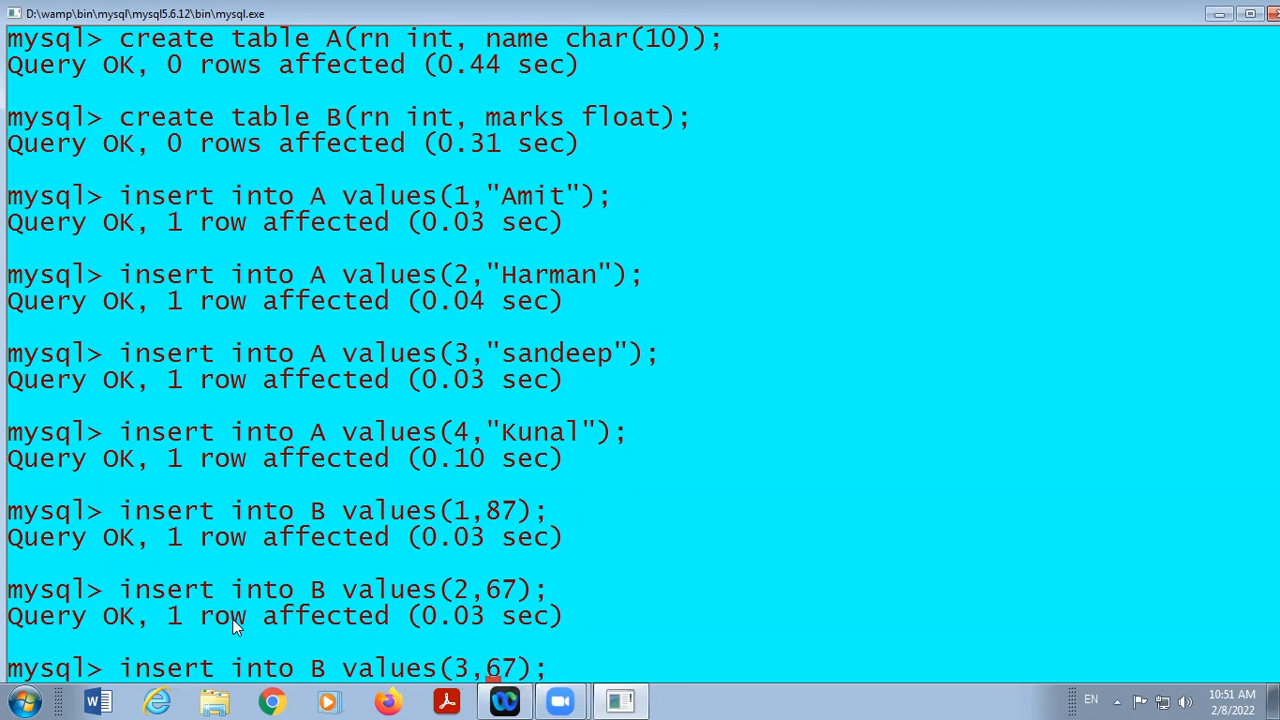 D:\wamp\bin\mysql\mysql5.6.12\bin\mysql.exe
mysql> create table A(rn int, name char(10));
Query OK, 0 rows affected (0.44 sec)
mysql> create table B(rn int, marks float);
Query OK, 0 rows affected (0.31 sec)
mysql> insert into A values(1,"Amit");
Query OK, 1 row affected (0.03 sec)
mysql> insert into A values(2,"Harman");
Query OK, 1 row affected (0.04 sec)
mysql> insert into A values(3,"sandeep");
Query OK, 1 row affected (0.03 sec)
mysql> insert into A values(4,"Kunal");
Query OK, 1 row affected (0.10 sec)
mysql> insert into B values(1,87);
Query OK, 1 row affected (0.03 sec)
mysql> insert into B values(2,67);
Query OK, 1 row affected (0.03 sec)
mysql> insert into B values(3,67);
EN
10:51 AM
2/8/2022